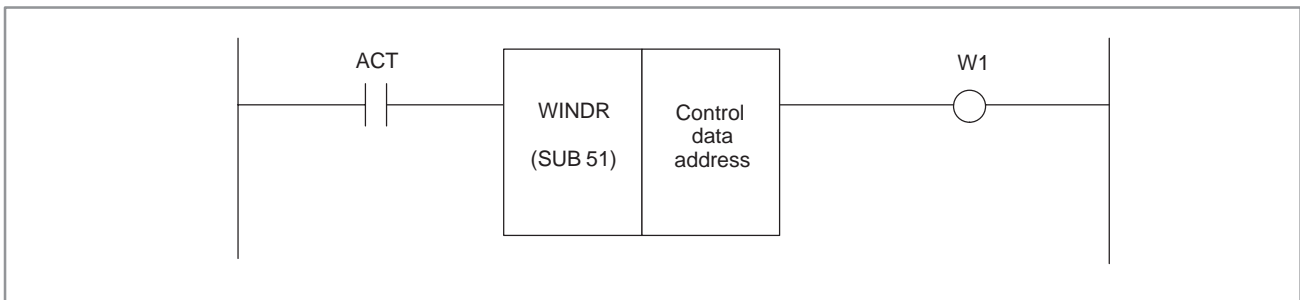 ACT
W1
WINDR
(SUB 51)
Control
data
address